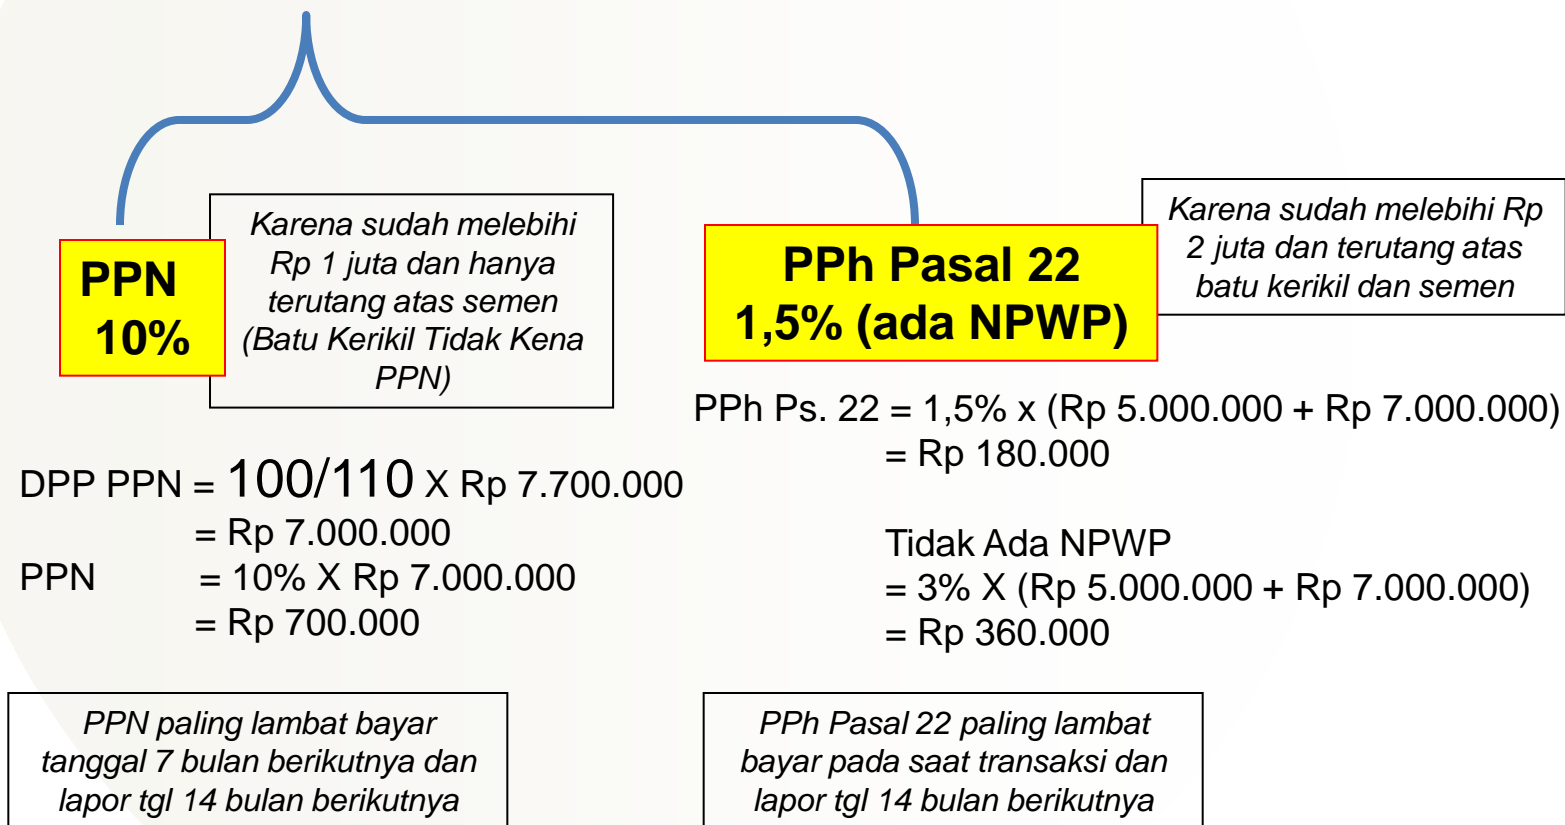 PPN
10%
Karena sudah melebihi
Rp 1 juta dan hanya
terutang atas semen
(Batu Kerikil Tidak Kena
PPN)
DPP PPN = 100/110 X Rp 7.700.000
= Rp 7.000.000
PPN = 10% X Rp 7.000.000
= Rp 700.000
PPN paling lambat bayar
tanggal 7 bulan berikutnya dan
lapor tgl 14 bulan berikutnya
PPh Pasal 22
1,5% (ada NPWP)
Karena sudah melebihi Rp
2 juta dan terutang atas
batu kerikil dan semen
PPh Ps. 22 = 1,5% x (Rp 5.000.000 + Rp 7.000.000)
= Rp 180.000
Tidak Ada NPWP
= 3% X (Rp 5.000.000 + Rp 7.000.000)
= Rp 360.000
PPh Pasal 22 paling lambat
bayar pada saat transaksi dan
lapor tgl 14 bulan berikutnya